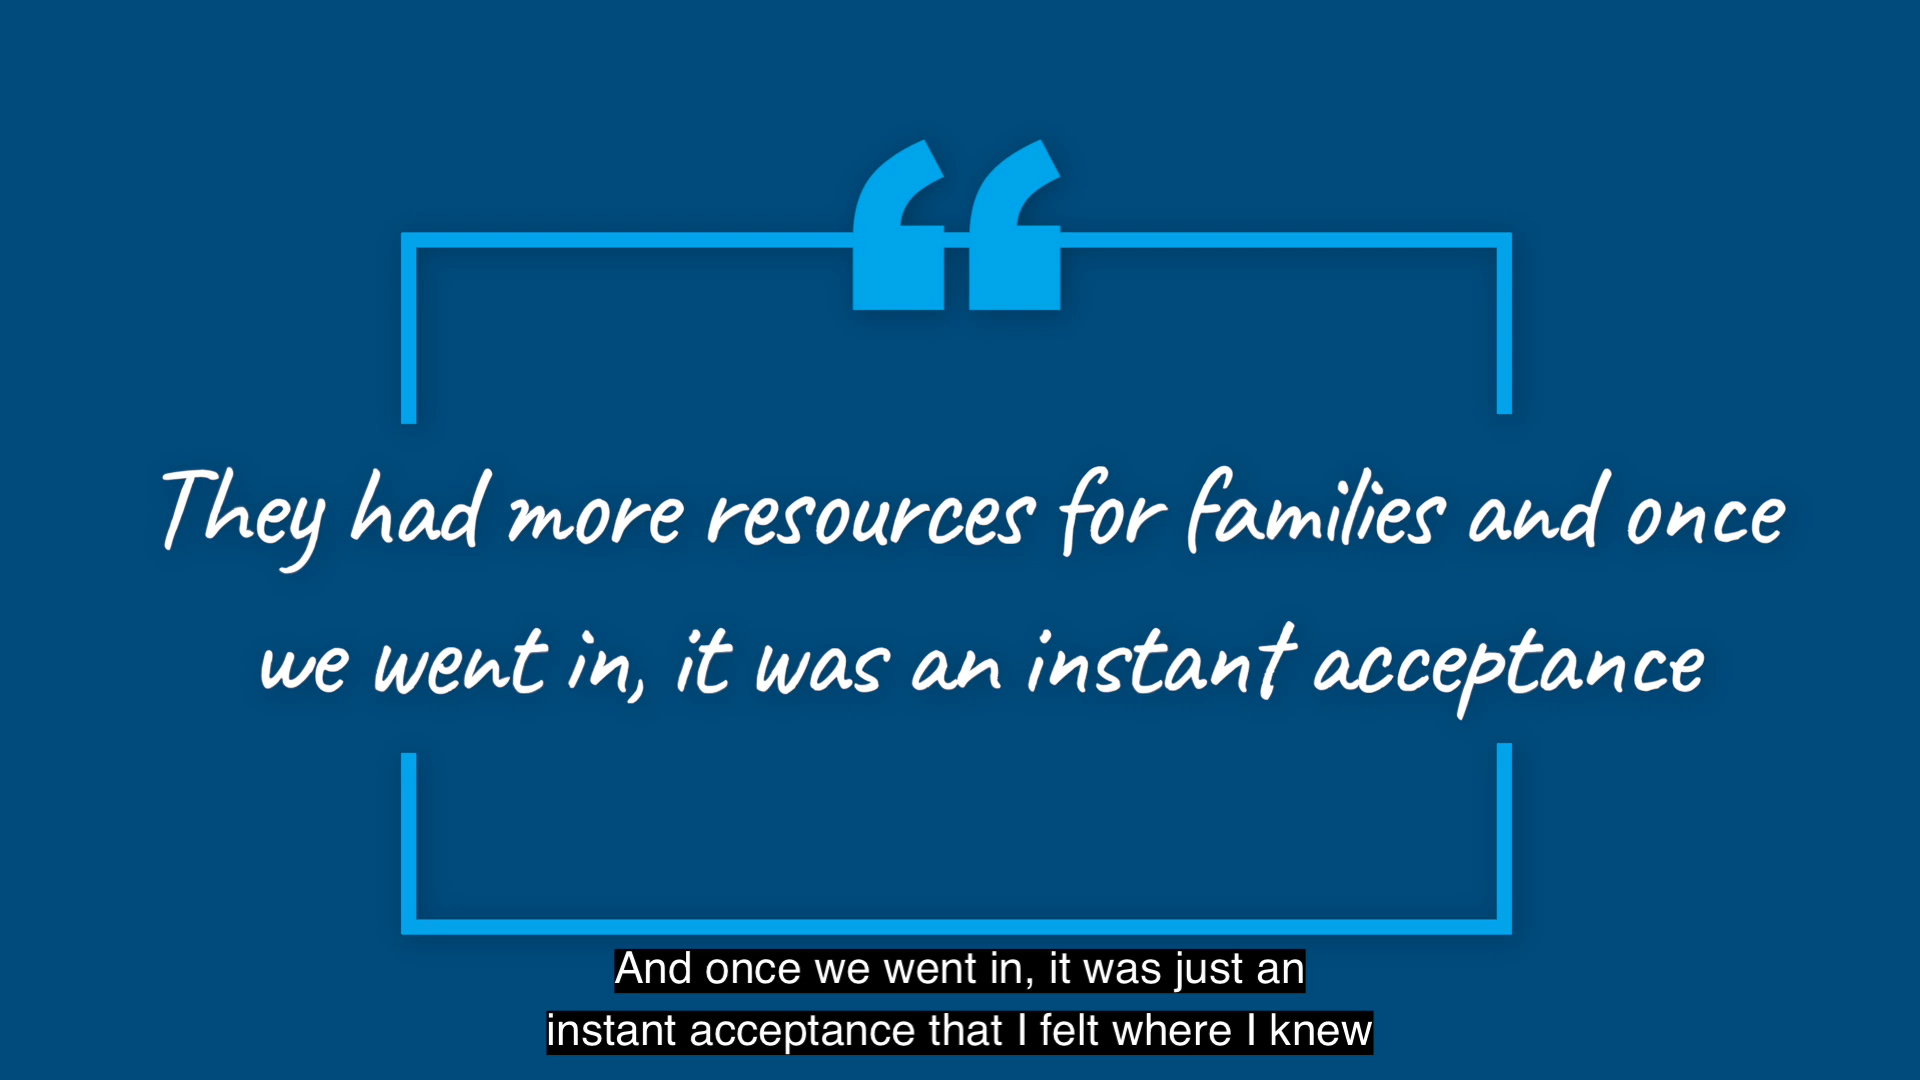 They had more resources for families and once
we went in, it was an instant acceptance
And once we went in, it was just an
instant acceptance that I felt where I knew